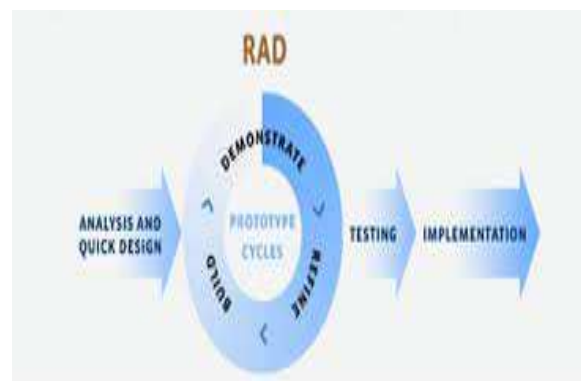 RAD
ANALYSIS AND
QUICK DESIGN
DEMONSTRATE
REFINE
BUILD
PROTOTYPE
CYCLES
TESTING
IMPLEMENTATION